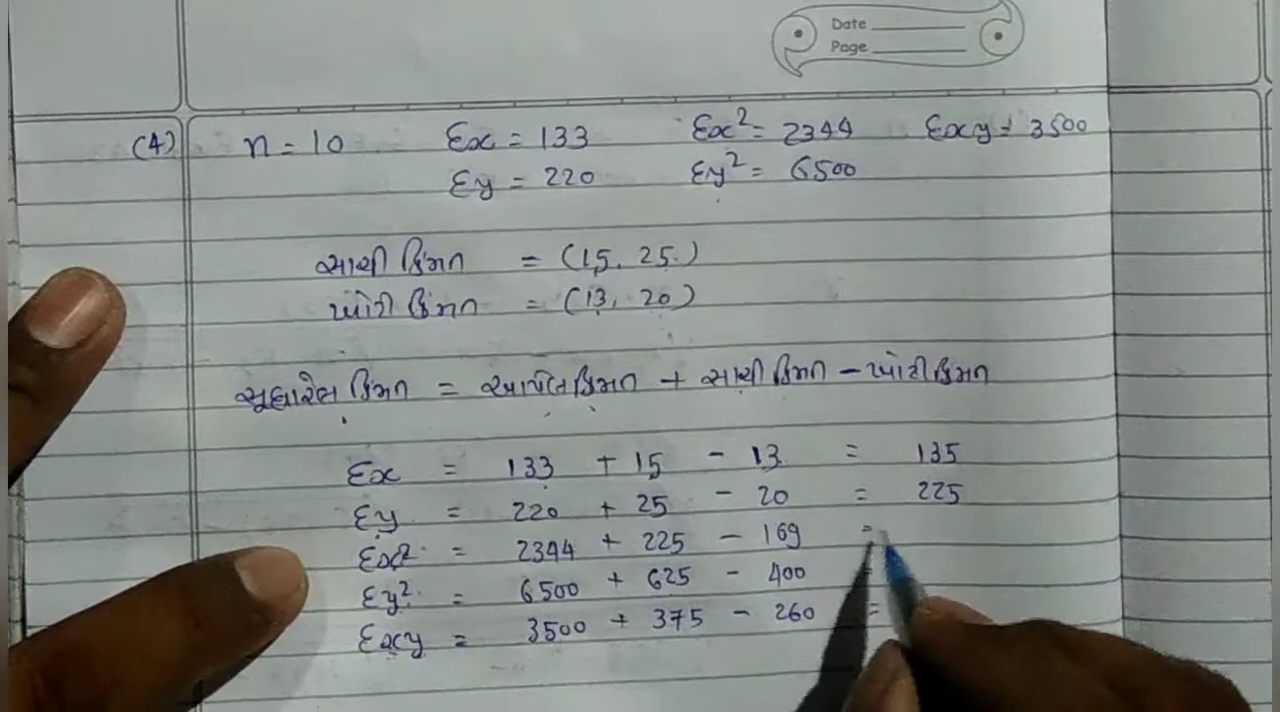 Date
Page
(4) n = 10 Σx = 133 Σx² = 2344 Σxy = 3500
Σy = 220 Σy² = 6500
સાચી કિંમત = (15, 25)
ખોટી કિંમત = (13, 20)
સુધારેલ કિંમત = આપેલ કિંમત + સાચી કિંમત - ખોટી કિંમત
Σx = 133 + 15 - 13 = 135
Σy = 220 + 25 - 20 = 225
Σx² = 2344 + 225 - 169 =
Σy² = 6500 + 625 - 400 =
Σxy = 3500 + 375 - 260 =